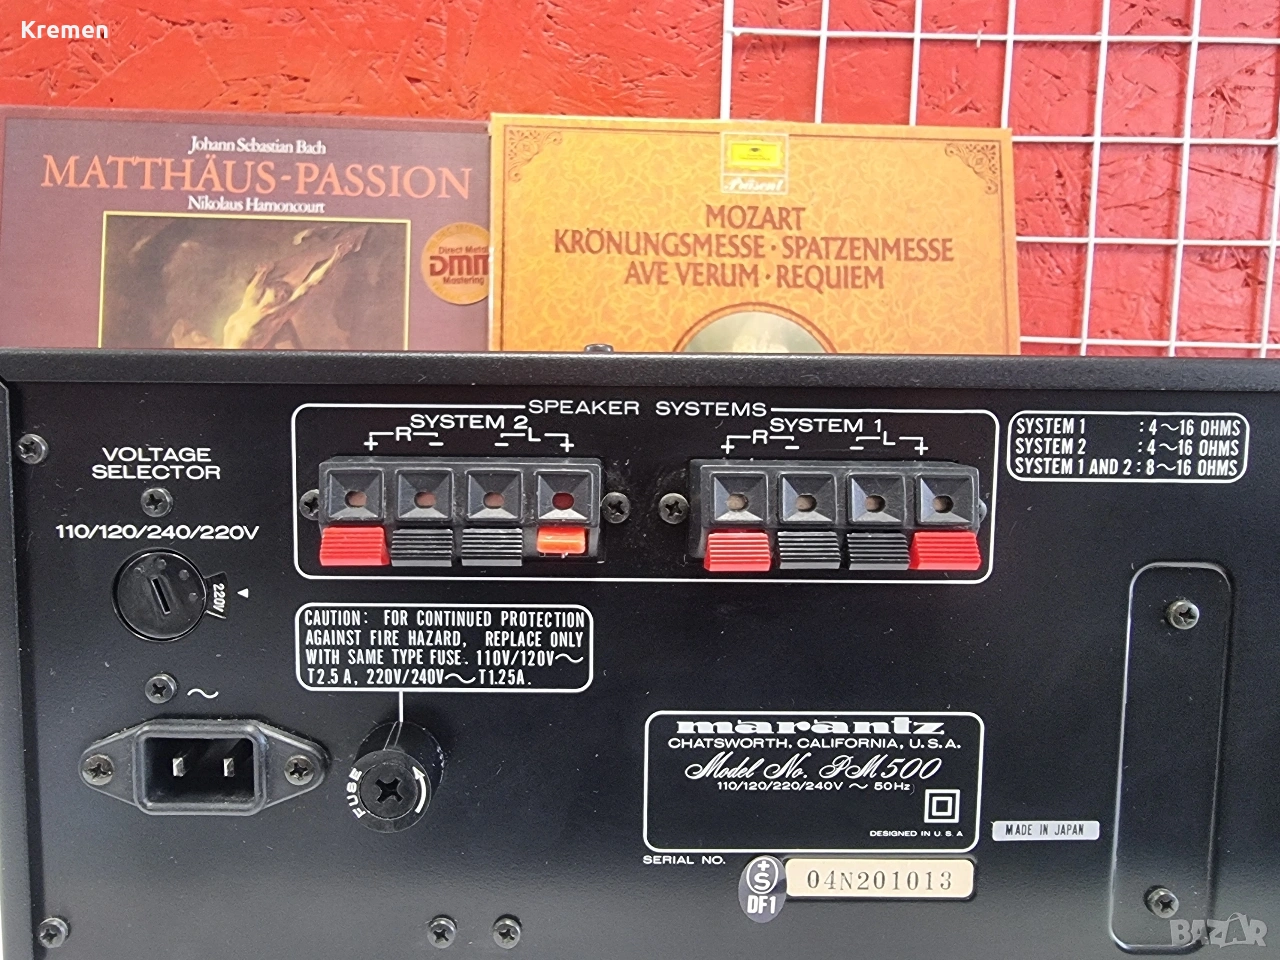 Kremen
Johann Sebastian Bach
MATTHÄUS-PASSION
Nikolaus Harnoncourt
Direct Metal
DMM
Mastering
Präsent
MOZART
KRÖNUNGSMESSE · SPATZENMESSE
AVE VERUM · REQUIEM
SPEAKER SYSTEMS
SYSTEM 2
+ R − − L +
SYSTEM 1
+ R − − L +
SYSTEM 1 : 4～16 OHMS
SYSTEM 2 : 4～16 OHMS
SYSTEM 1 AND 2 : 8～16 OHMS
VOLTAGE
SELECTOR
110/120/240/220V
220V
CAUTION: FOR CONTINUED PROTECTION
AGAINST FIRE HAZARD, REPLACE ONLY
WITH SAME TYPE FUSE. 110V/120V～
T2.5A, 220V/240V～T1.25A.
～
FUSE
marantz
CHATSWORTH, CALIFORNIA, U.S.A.
Model No. PM500
110/120/220/240V ～ 50Hz
DESIGNED IN U.S.A
MADE IN JAPAN
SERIAL NO.
+S
DF1
04N201013
BAZAR